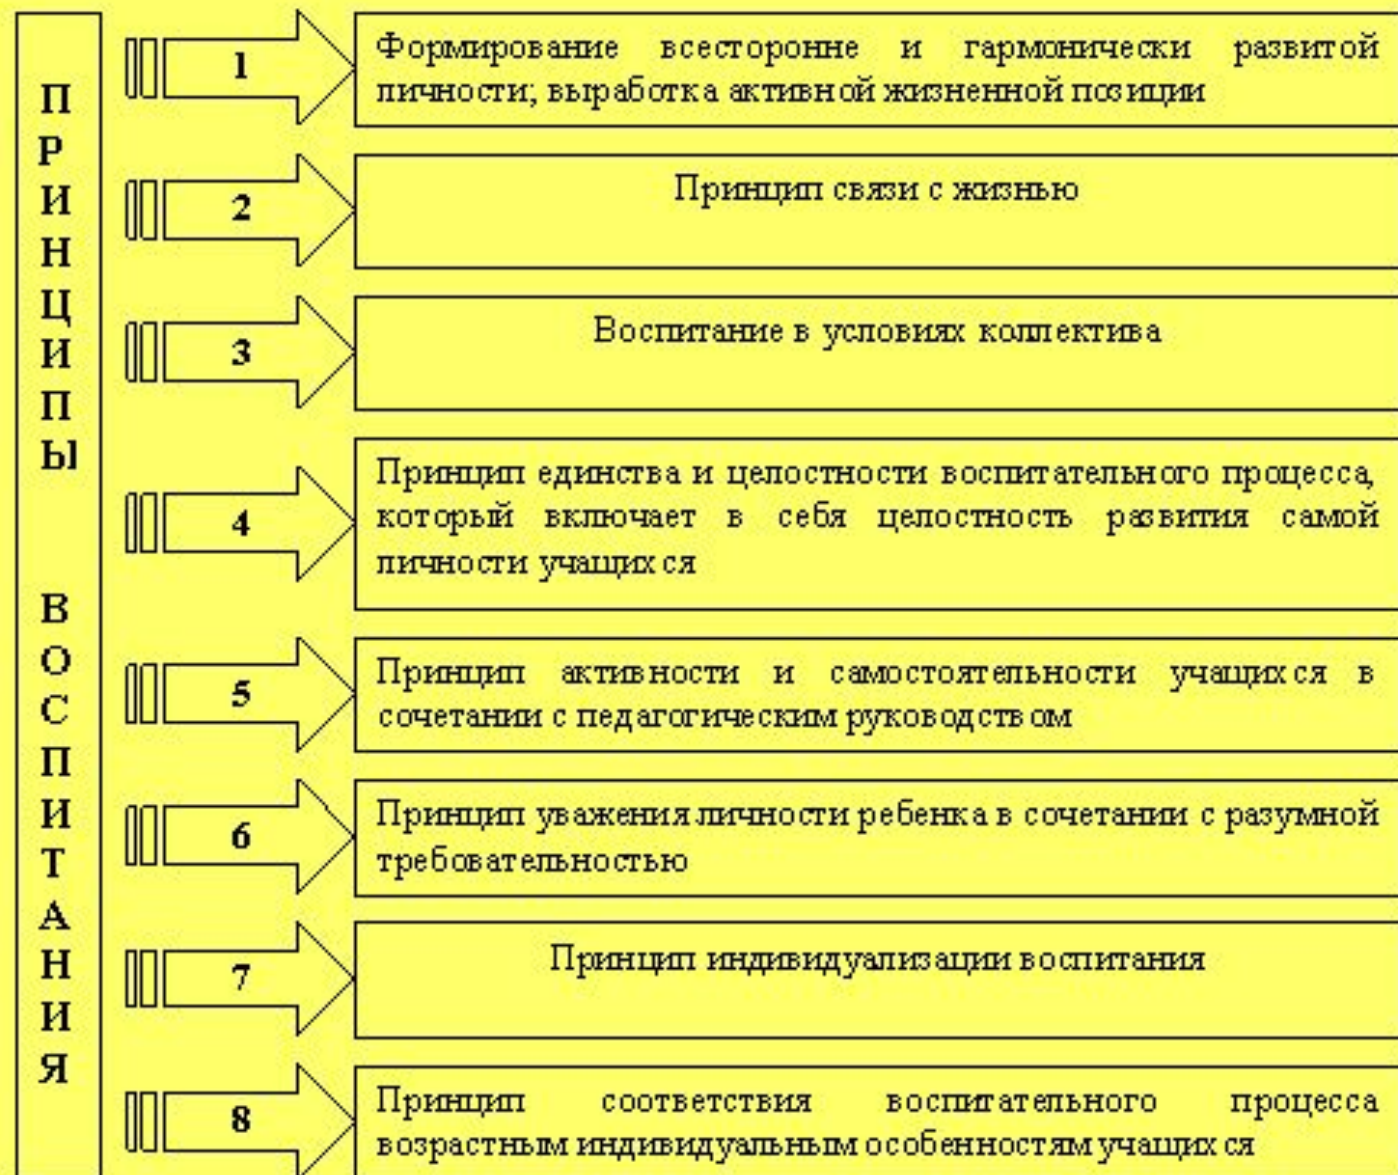 ПРИНЦИПЫ ВОСПИТАНИЯ
1
Формирование всесторонне и гармонически развитой
личности; выработка активной жизненной позиции
2
Принцип связи с жизнью
3
Воспитание в условиях коллектива
4
Принцип единства и целостности воспитательного процесса,
который включает в себя целостность развития самой
личности учащихся
5
Принцип активности и самостоятельности учащихся в
сочетании с педагогическим руководством
6
Принцип уважения личности ребенка в сочетании с разумной
требовательностью
7
Принцип индивидуализации воспитания
8
Принцип соответствия воспитательного процесса
возрастным индивидуальным особенностям учащихся